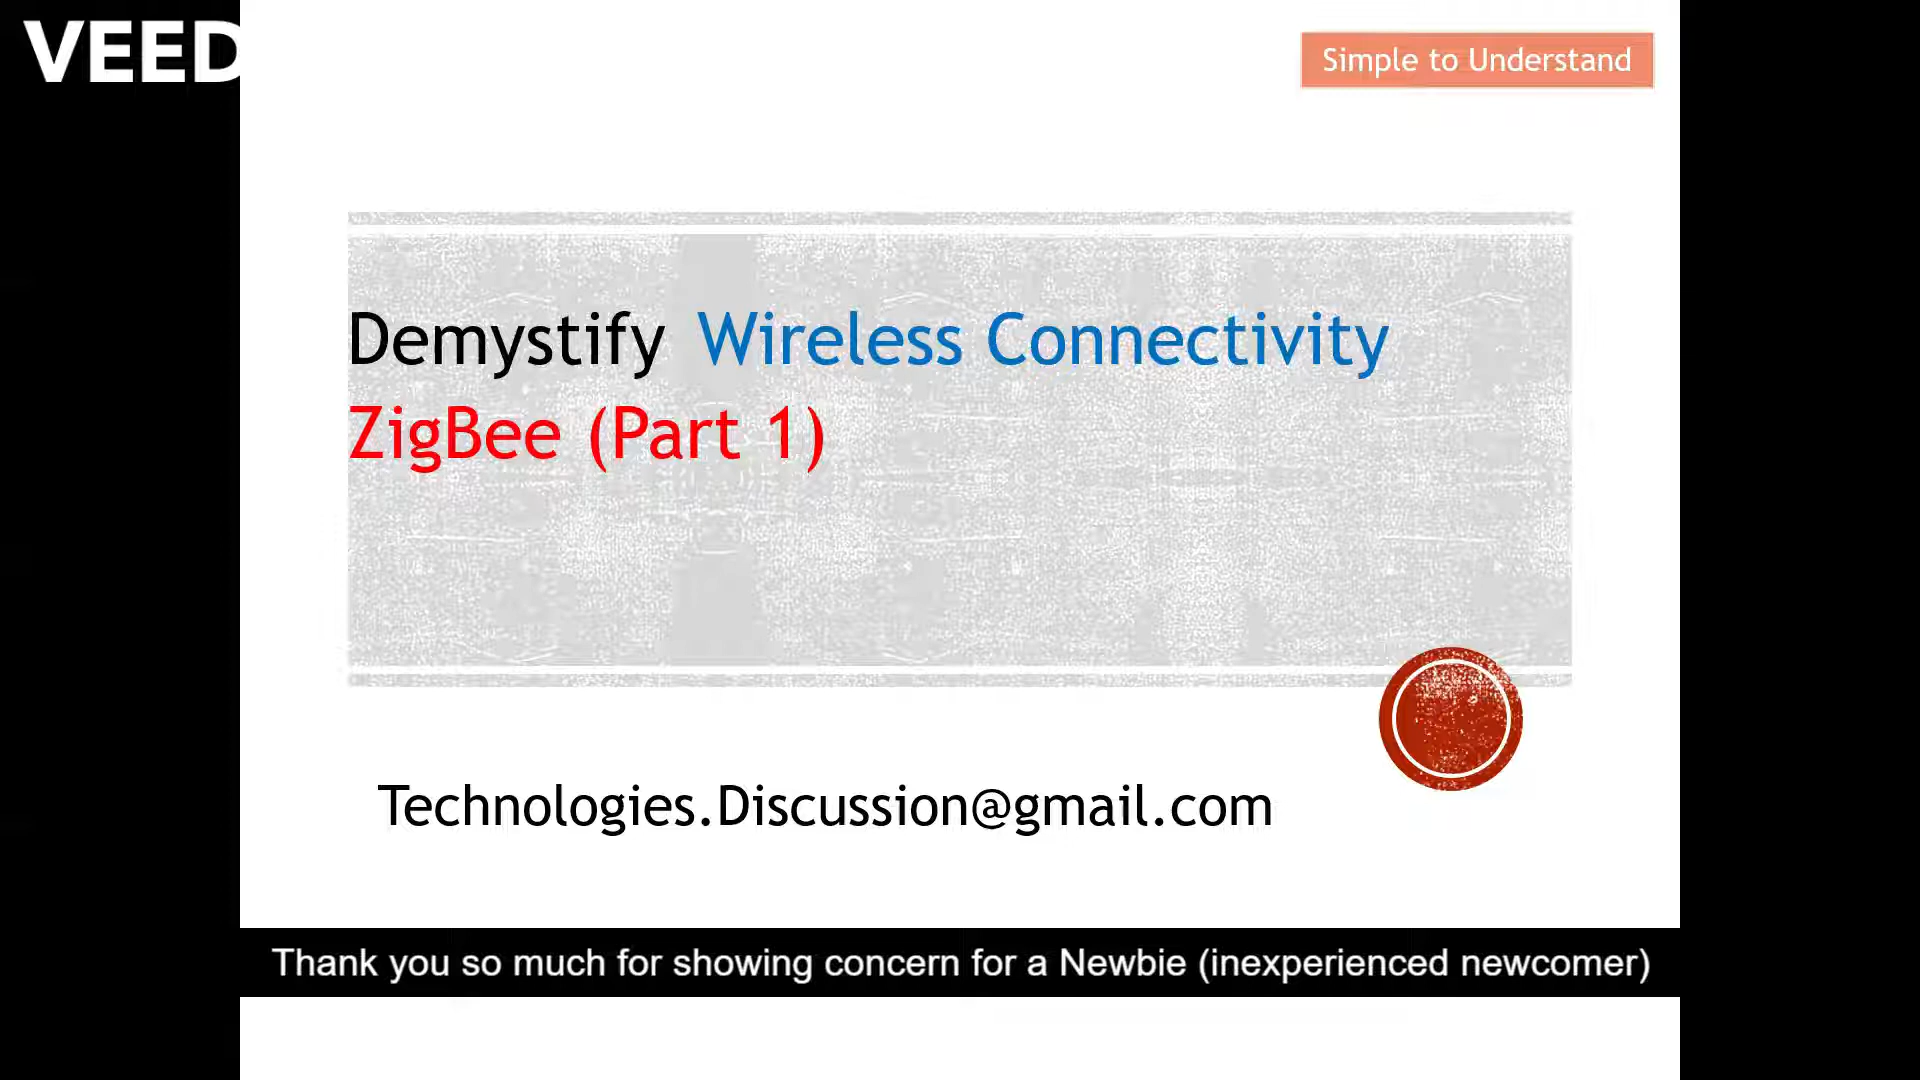 VEED
Simple to Understand
Demystify Wireless Connectivity
ZigBee (Part 1)
Technologies.Discussion@gmail.com
Thank you so much for showing concern for a Newbie (inexperienced newcomer)